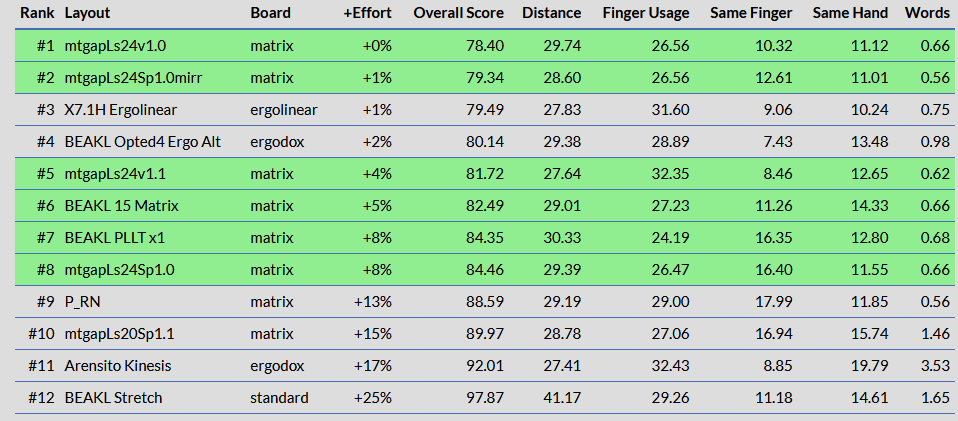 Rank Layout Board +Effort Overall Score Distance Finger Usage Same Finger Same Hand Words
#1 mtgapLs24v1.0 matrix +0% 78.40 29.74 26.56 10.32 11.12 0.66
#2 mtgapLs24Sp1.0mirr matrix +1% 79.34 28.60 26.56 12.61 11.01 0.56
#3 X7.1H Ergolinear ergolinear +1% 79.49 27.83 31.60 9.06 10.24 0.75
#4 BEAKL Opted4 Ergo Alt ergodox +2% 80.14 29.38 28.89 7.43 13.48 0.98
#5 mtgapLs24v1.1 matrix +4% 81.72 27.64 32.35 8.46 12.65 0.62
#6 BEAKL 15 Matrix matrix +5% 82.49 29.01 27.23 11.26 14.33 0.66
#7 BEAKL PLLT x1 matrix +8% 84.35 30.33 24.19 16.35 12.80 0.68
#8 mtgapLs24Sp1.0 matrix +8% 84.46 29.39 26.47 16.40 11.55 0.66
#9 P_RN matrix +13% 88.59 29.19 29.00 17.99 11.85 0.56
#10 mtgapLs20Sp1.1 matrix +15% 89.97 28.78 27.06 16.94 15.74 1.46
#11 Arensito Kinesis ergodox +17% 92.01 27.41 32.43 8.85 19.79 3.53
#12 BEAKL Stretch standard +25% 97.87 41.17 29.26 11.18 14.61 1.65